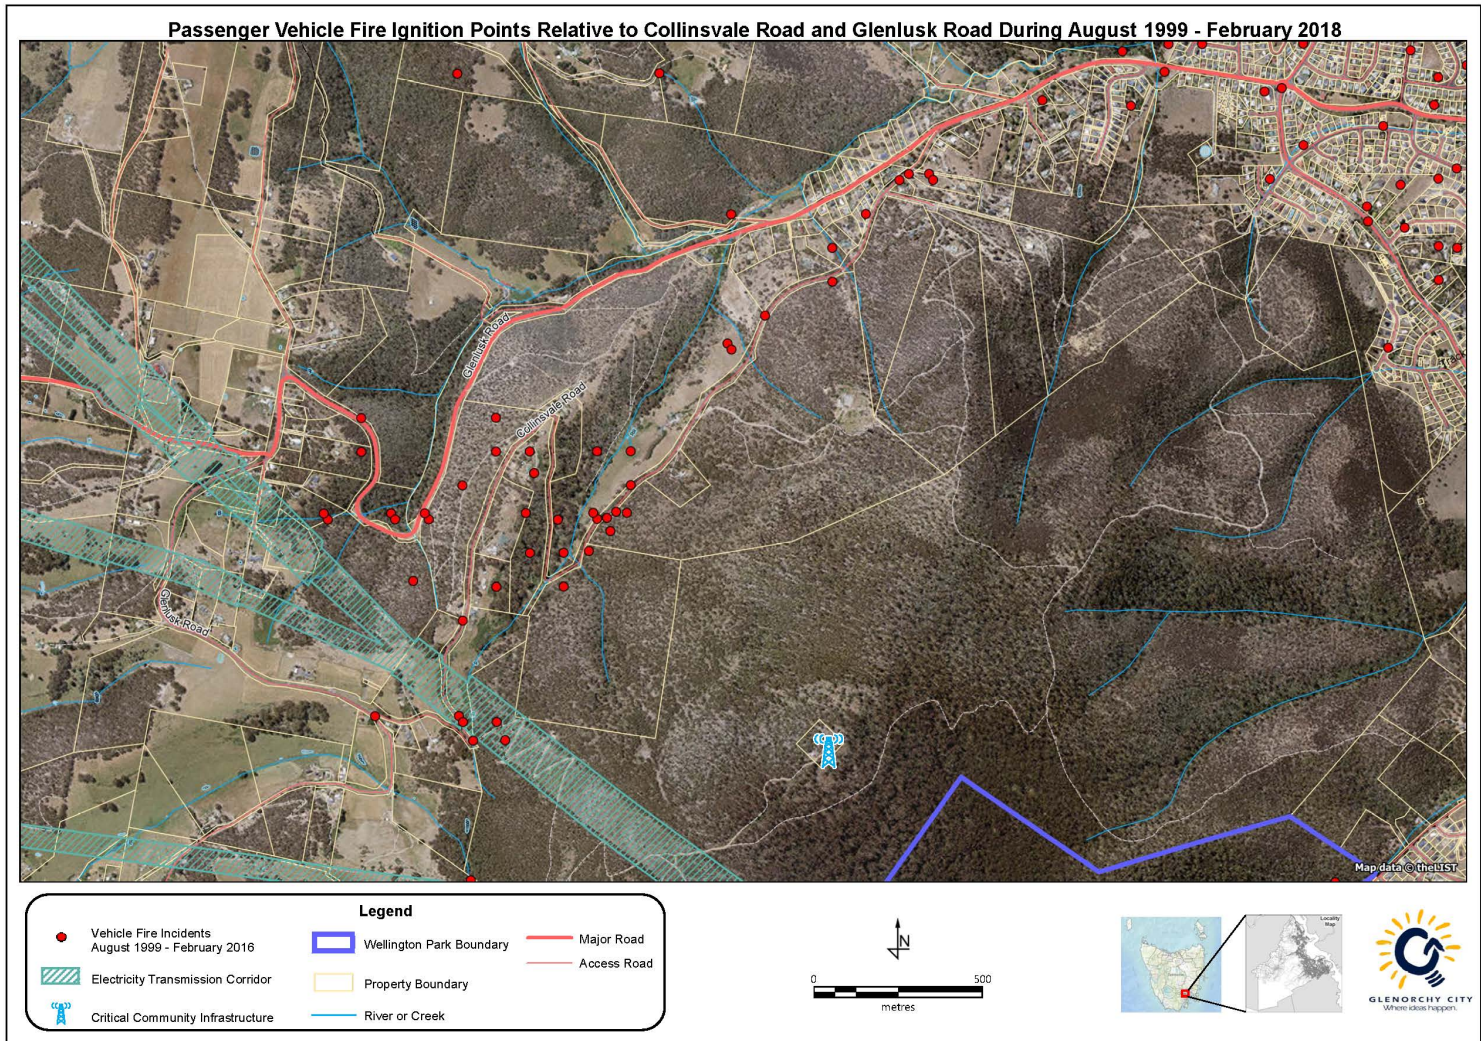 Passenger Vehicle Fire Ignition Points Relative to Collinsvale Road and Glenlusk Road During August 1999 - February 2018
Glenlusk Road
Collinsvale Road
Track
Glenlusk Road
Map data © theLIST
Legend
Vehicle Fire Incidents
August 1999 - February 2016
Electricity Transmission Corridor
Critical Community Infrastructure
Wellington Park Boundary
Property Boundary
River or Creek
Major Road
Access Road
N
0 500
metres
Locality
Map
GLENORCHY CITY
Where ideas happen.